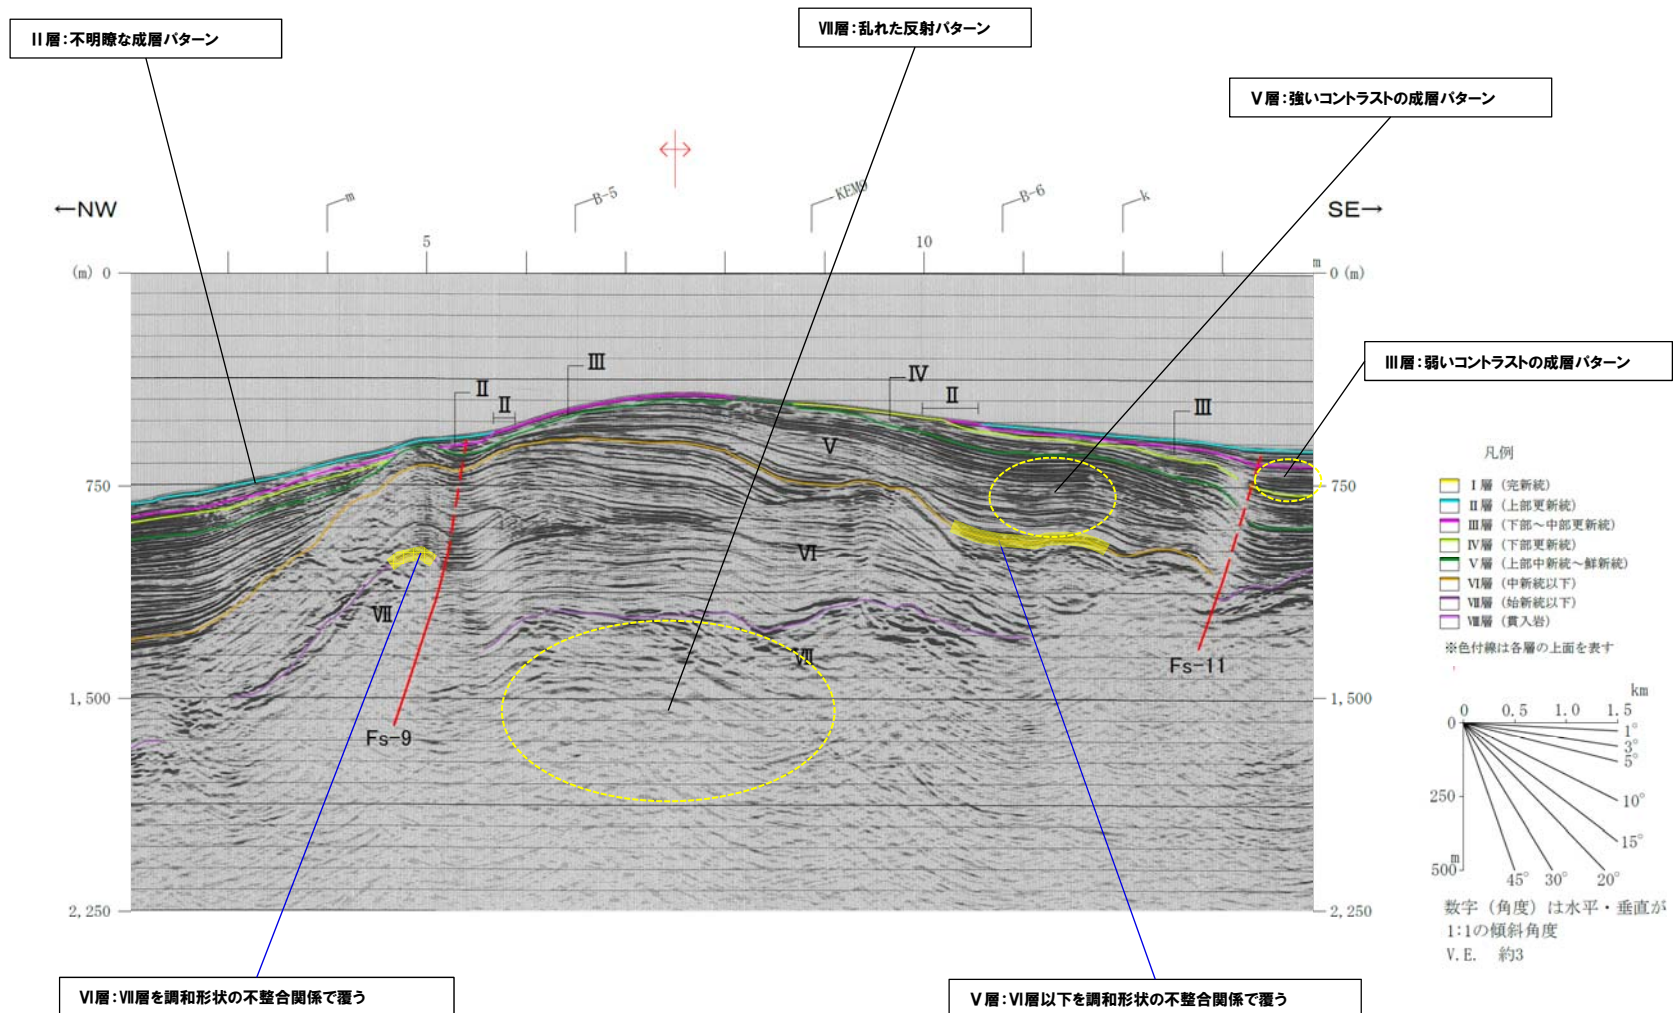 II層：不明瞭な成層パターン
Ⅶ層：乱れた反射パターン
Ⅴ層：強いコントラストの成層パターン
Ⅲ層：弱いコントラストの成層パターン
←NW
SE→
m
B-5
KEM9
B-6
k
5
10
(m) 0
m
0 (m)
750
750
1,500
1,500
2,250
2,250
Ⅱ
Ⅱ
Ⅲ
Ⅳ
Ⅱ
Ⅲ
Ⅴ
Ⅵ
Ⅶ
Ⅶ
Fs-9
Fs-11
凡例
Ⅰ層（完新統）
Ⅱ層（上部更新統）
Ⅲ層（下部～中部更新統）
Ⅳ層（下部更新統）
Ⅴ層（上部中新統～鮮新統）
Ⅵ層（中新統以下）
Ⅶ層（始新統以下）
Ⅷ層（貫入岩）
※色付線は各層の上面を表す
km
0 0.5 1.0 1.5
0
1°
3°
5°
10°
15°
20°
30°
45°
250
m
500
数字（角度）は水平・垂直が
1:1の傾斜角度
V.E. 約3
Ⅵ層：Ⅶ層を調和形状の不整合関係で覆う
Ⅴ層：Ⅵ層以下を調和形状の不整合関係で覆う